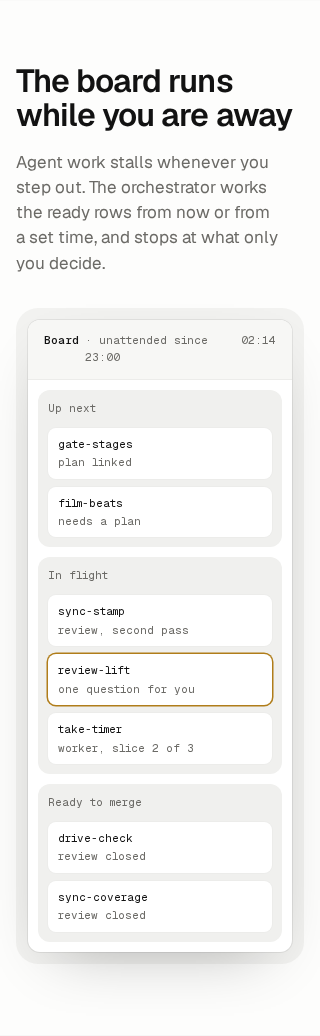 The board runs
while you are away
Agent work stalls whenever you
step out. The orchestrator works
the ready rows from now or from
a set time, and stops at what only
you decide.
Board · unattended since 02:14
23:00
Up next
gate-stages
plan linked
film-beats
needs a plan
In flight
sync-stamp
review, second pass
review-lift
one question for you
take-timer
worker, slice 2 of 3
Ready to merge
drive-check
review closed
sync-coverage
review closed